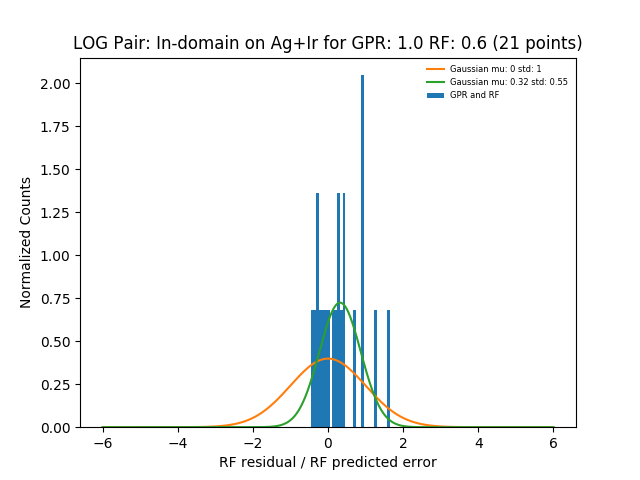 LOG Pair: In-domain on Ag+Ir for GPR: 1.0 RF: 0.6 (21 points)
Gaussian mu: 0 std: 1
Gaussian mu: 0.32 std: 0.55
GPR and RF
Normalized Counts
2.00
1.75
1.50
1.25
1.00
0.75
0.50
0.25
0.00
−6 −4 −2 0 2 4 6
RF residual / RF predicted error